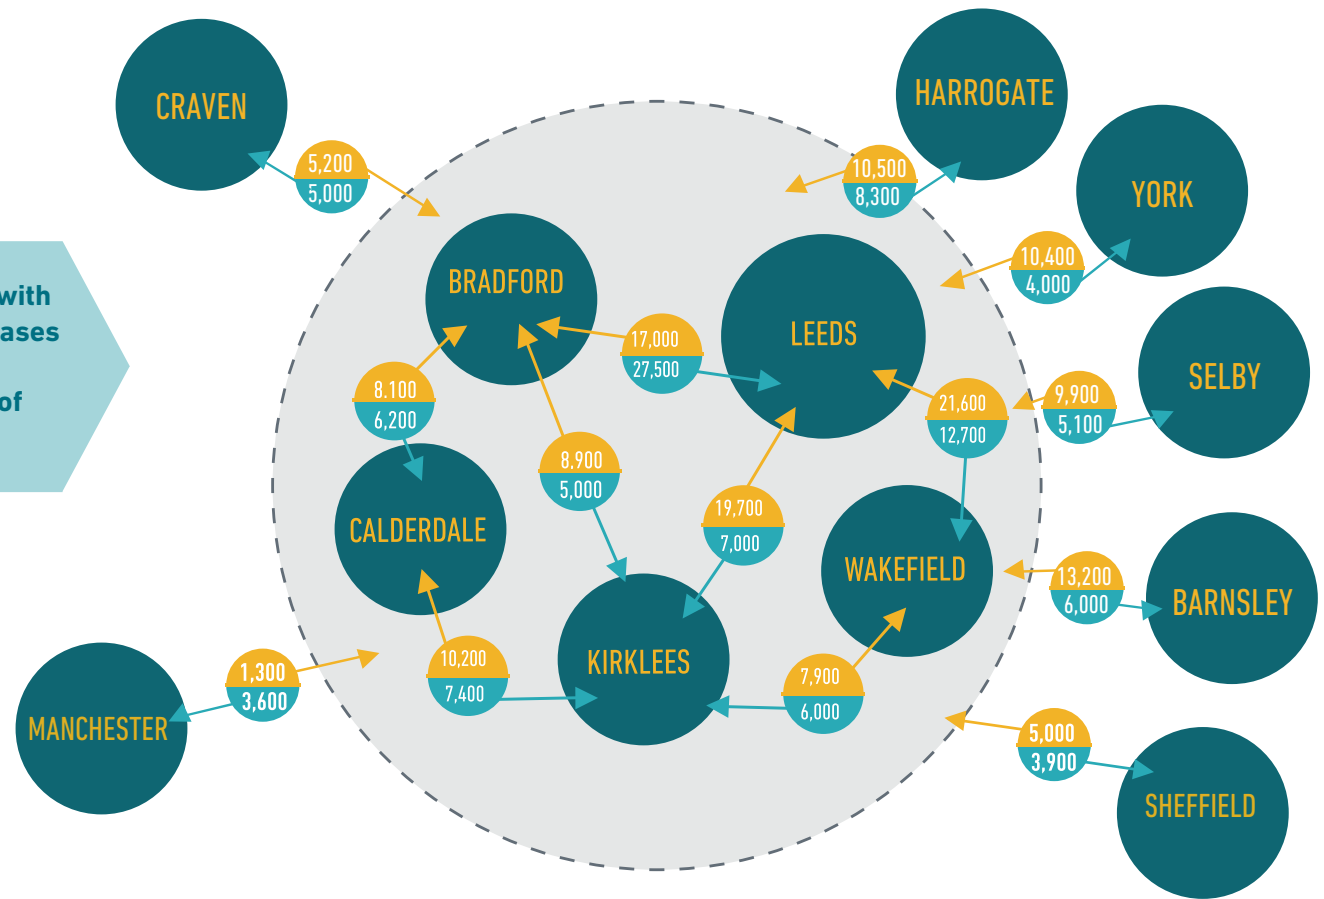 CRAVEN
HARROGATE
5,200
5,000
10,500
8,300
YORK
10,400
4,000
with
ases
of
BRADFORD
LEEDS
17,000
27,500
SELBY
9,900
5,100
8.100
6,200
21,600
12,700
8,900
5,000
19,700
7,000
CALDERDALE
WAKEFIELD
13,200
6,000
BARNSLEY
MANCHESTER
1,300
3,600
10,200
7,400
KIRKLEES
7,900
6,000
5,000
3,900
SHEFFIELD